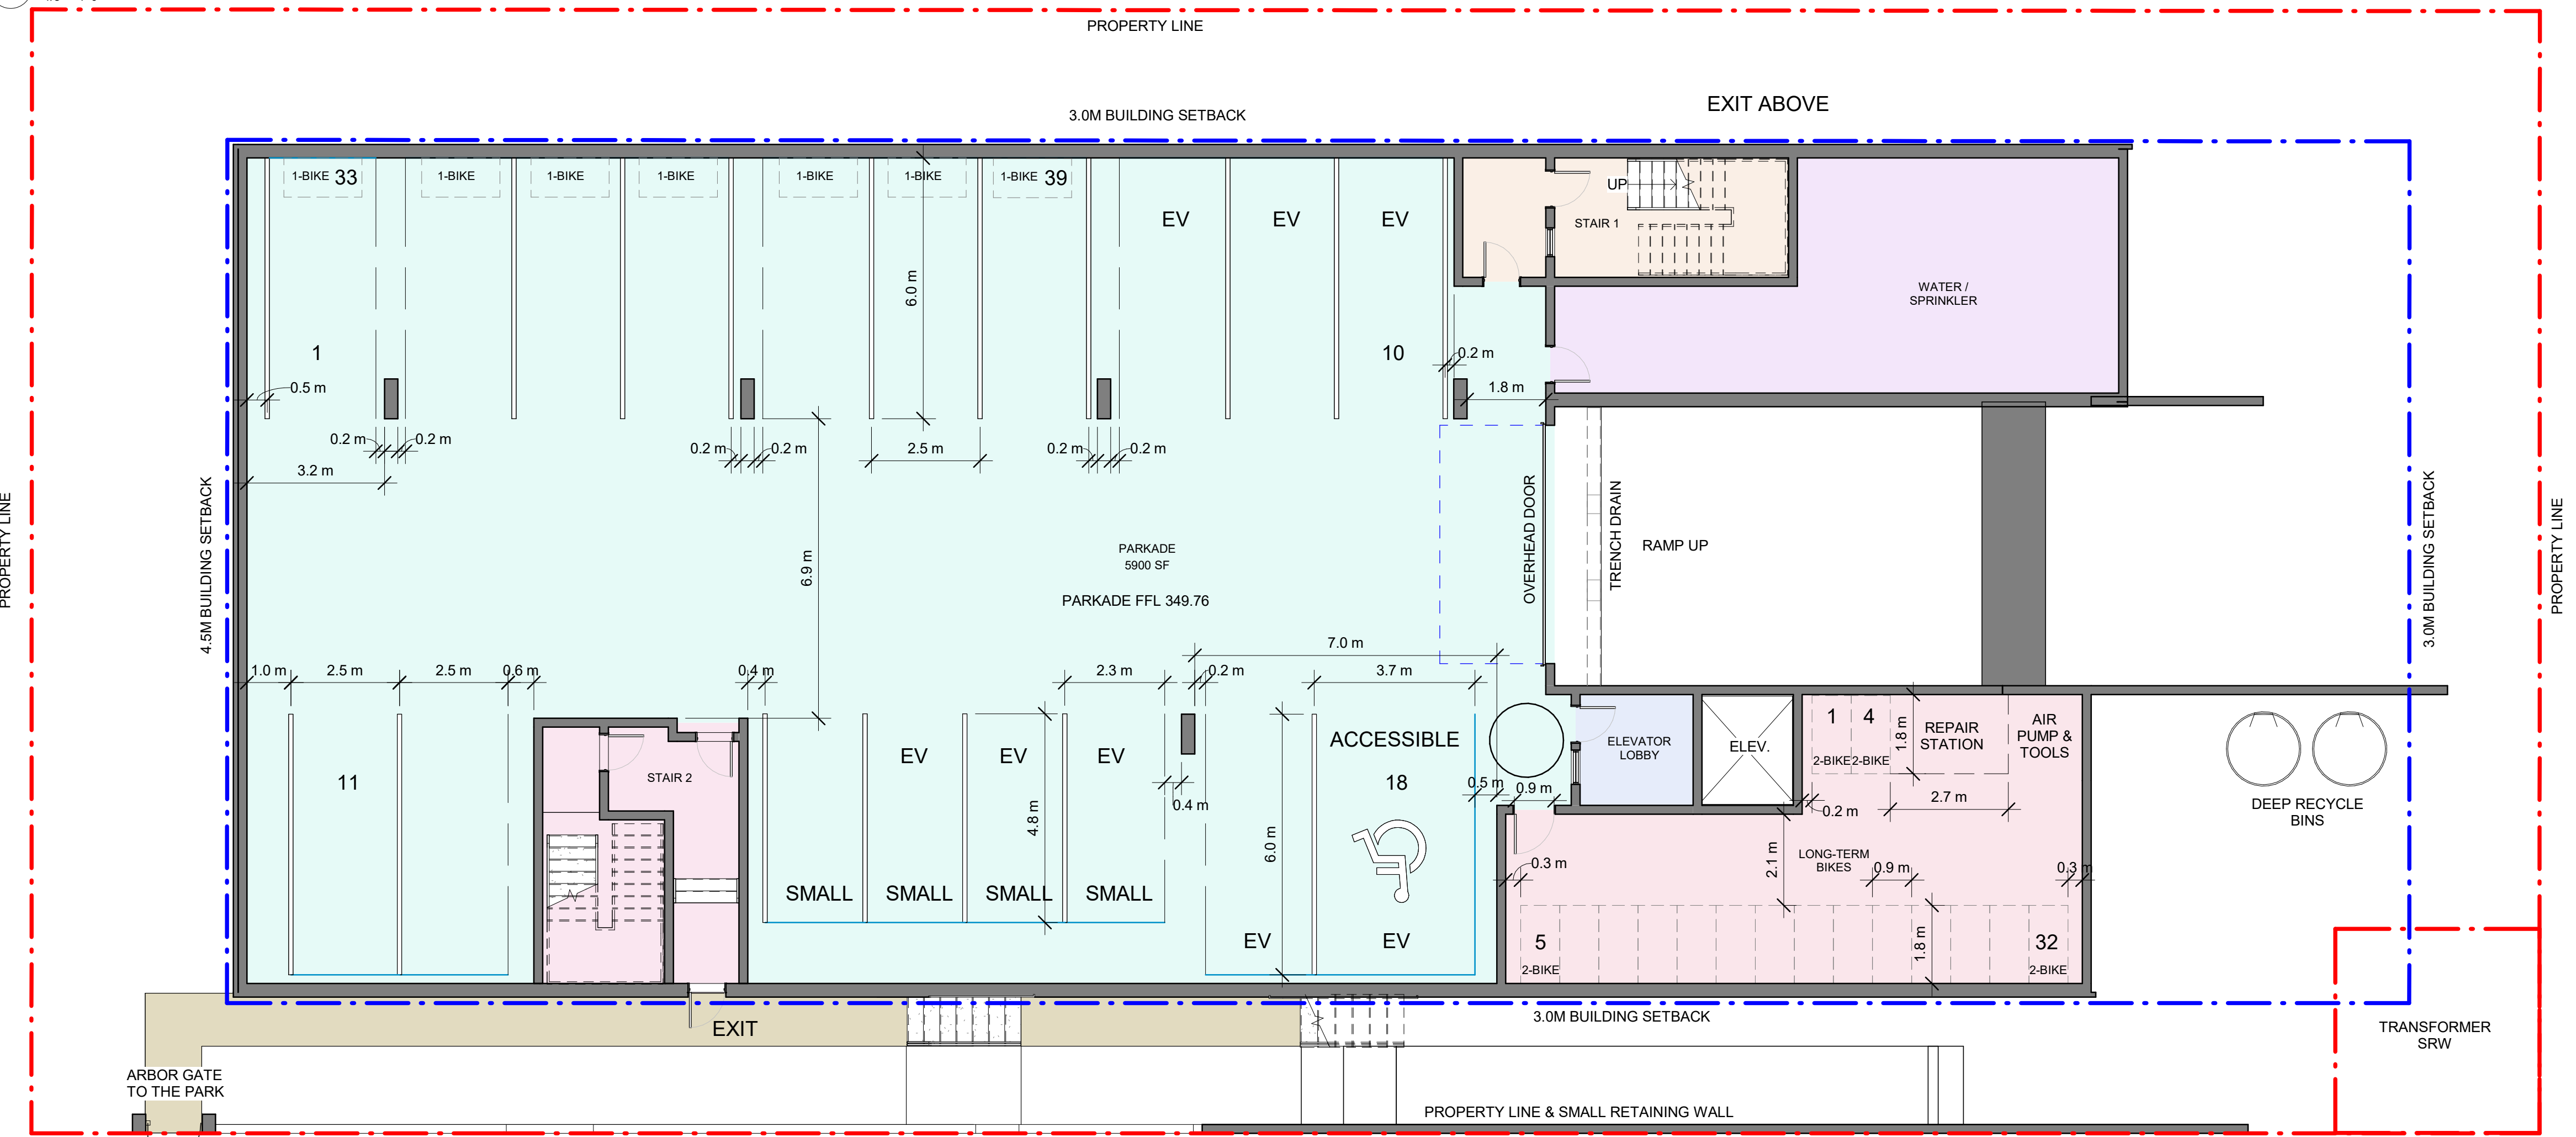 PROPERTY LINE
EXIT ABOVE
3.0M BUILDING SETBACK
1-BIKE 33
1-BIKE
1-BIKE
1-BIKE
1-BIKE
1-BIKE
1-BIKE 39
EV
EV
EV
UP
STAIR 1
6.0 m
WATER /
SPRINKLER
1
10
0.2 m
0.5 m
1.8 m
0.2 m
0.2 m
0.2 m
0.2 m
2.5 m
0.2 m
0.2 m
3.2 m
PROPERTY LINE
4.5M BUILDING SETBACK
6.9 m
PARKADE
5900 SF
PARKADE FFL 349.76
OVERHEAD DOOR
TRENCH DRAIN
RAMP UP
3.0M BUILDING SETBACK
PROPERTY LINE
7.0 m
1.0 m
2.5 m
2.5 m
0.6 m
0.4 m
2.3 m
0.2 m
3.7 m
11
STAIR 2
EV
EV
EV
4.8 m
0.4 m
6.0 m
ACCESSIBLE
18
0.5 m
0.9 m
ELEVATOR
LOBBY
ELEV.
1
4
2-BIKE
2-BIKE
1.8 m
REPAIR
STATION
AIR
PUMP &
TOOLS
0.2 m
2.7 m
DEEP RECYCLE
BINS
SMALL
SMALL
SMALL
SMALL
EV
EV
0.3 m
2.1 m
LONG-TERM
BIKES
0.9 m
0.3 m
5
2-BIKE
1.8 m
32
2-BIKE
EXIT
3.0M BUILDING SETBACK
TRANSFORMER
SRW
ARBOR GATE
TO THE PARK
PROPERTY LINE & SMALL RETAINING WALL